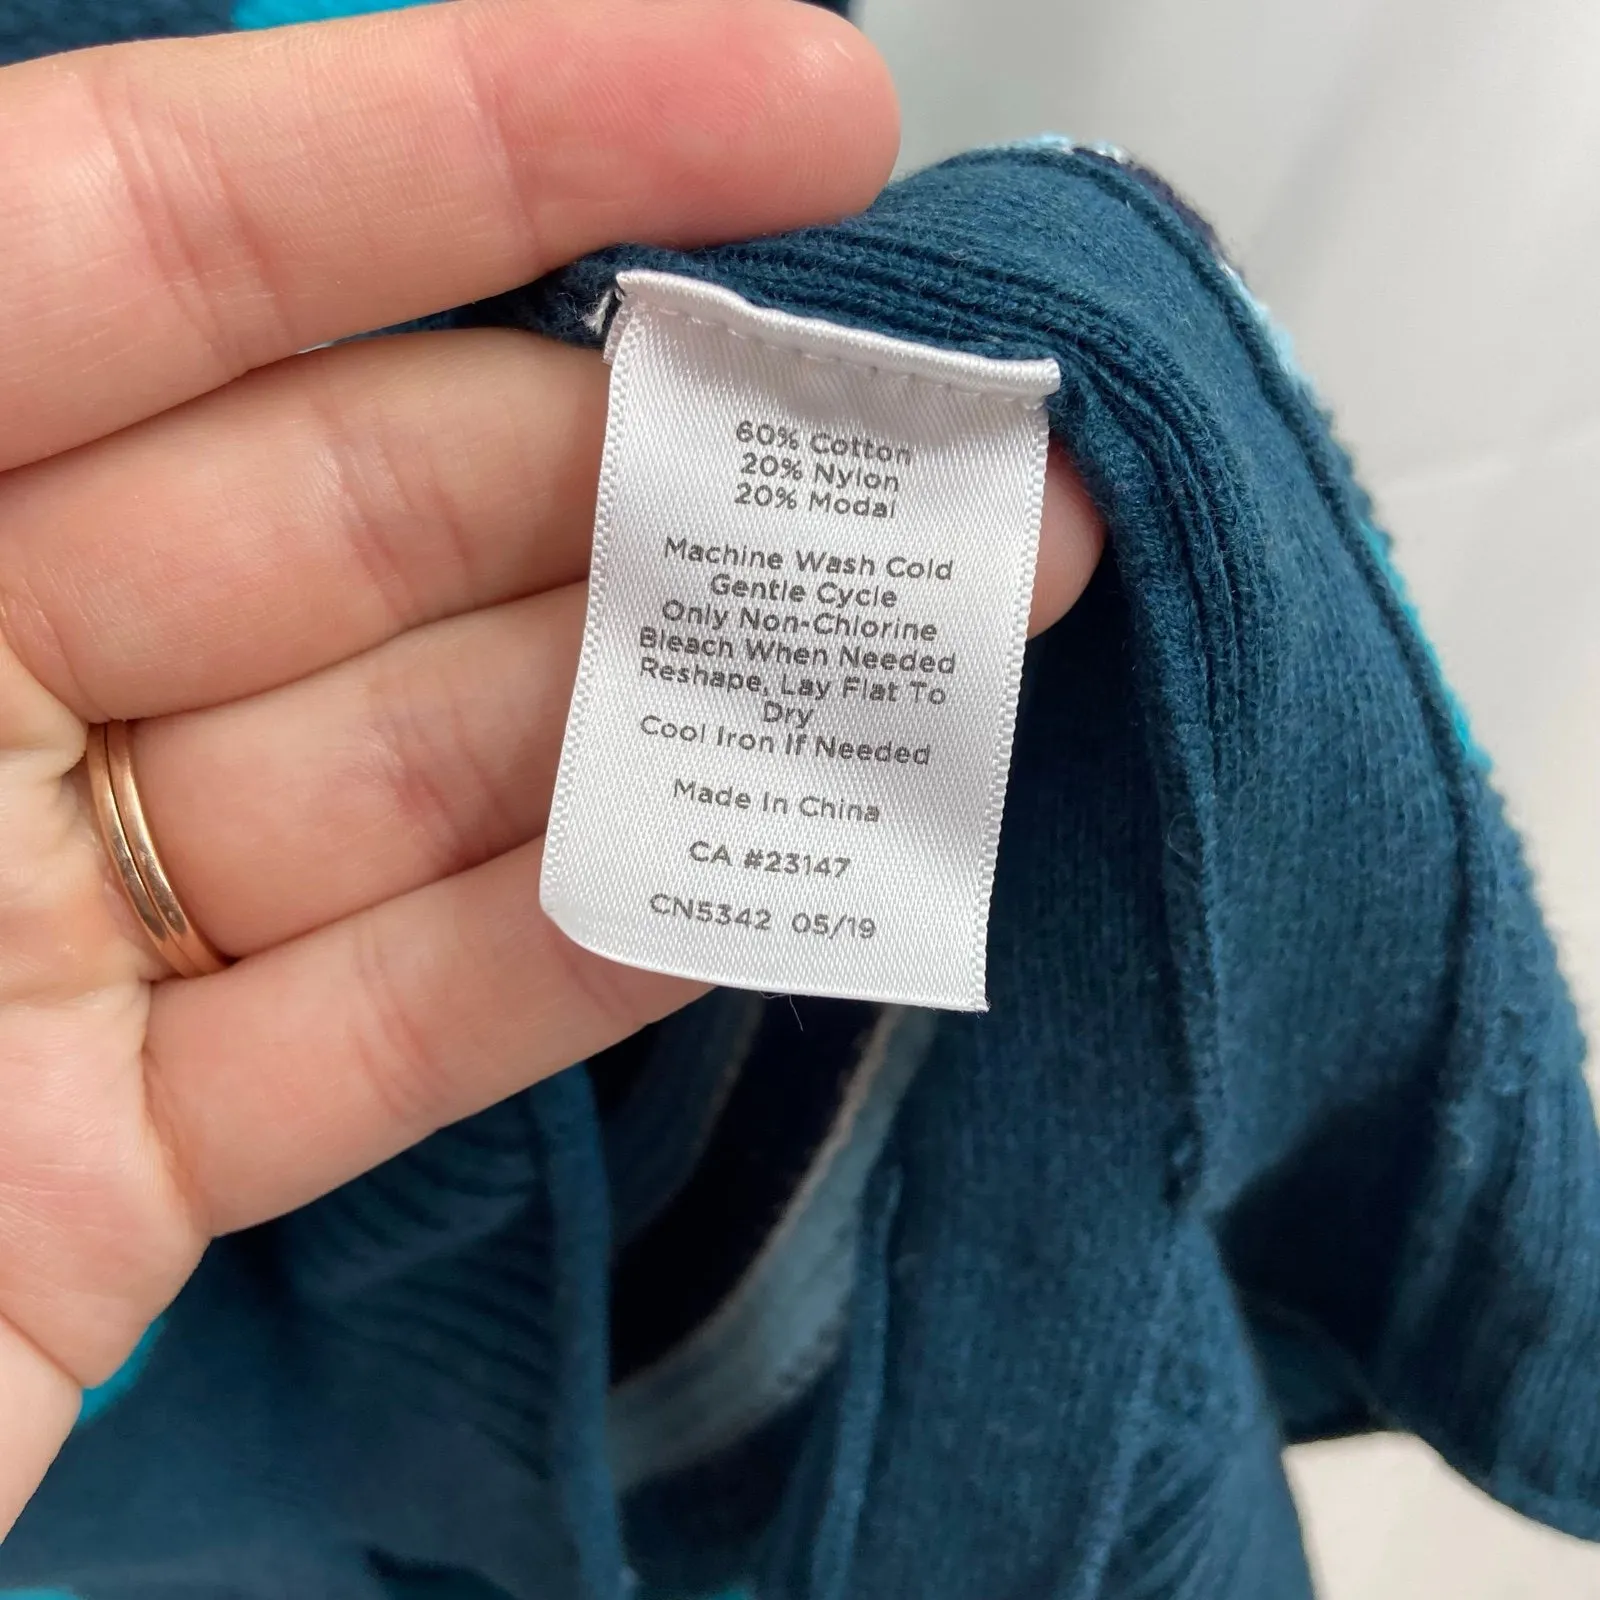 60% Cotton
20% Nylon
20% Modal
Machine Wash Cold
Gentle Cycle
Only Non-Chlorine
Bleach When Needed
Reshape, Lay Flat To
Dry
Cool Iron If Needed
Made In China
CA #23147
CN5342 05/19